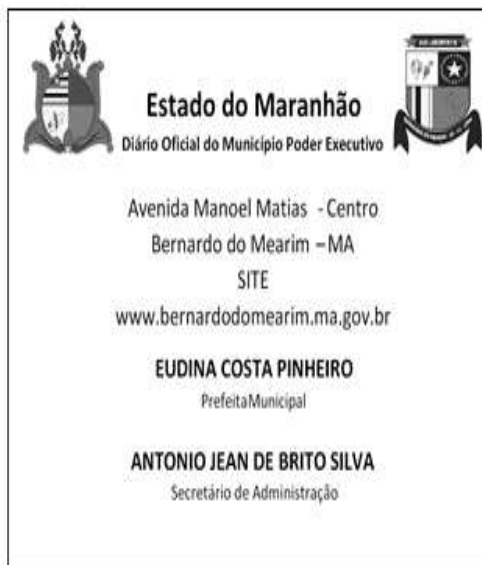 Estado do Maranhão
Diário Oficial do Município Poder Executivo
Avenida Manoel Matias - Centro
Bernardo do Mearim – MA
SITE
www.bernardodomearim.ma.gov.br
EUDINA COSTA PINHEIRO
PrefeitaMunicipal
ANTONIO JEAN DE BRITO SILVA
Secretário de Administração